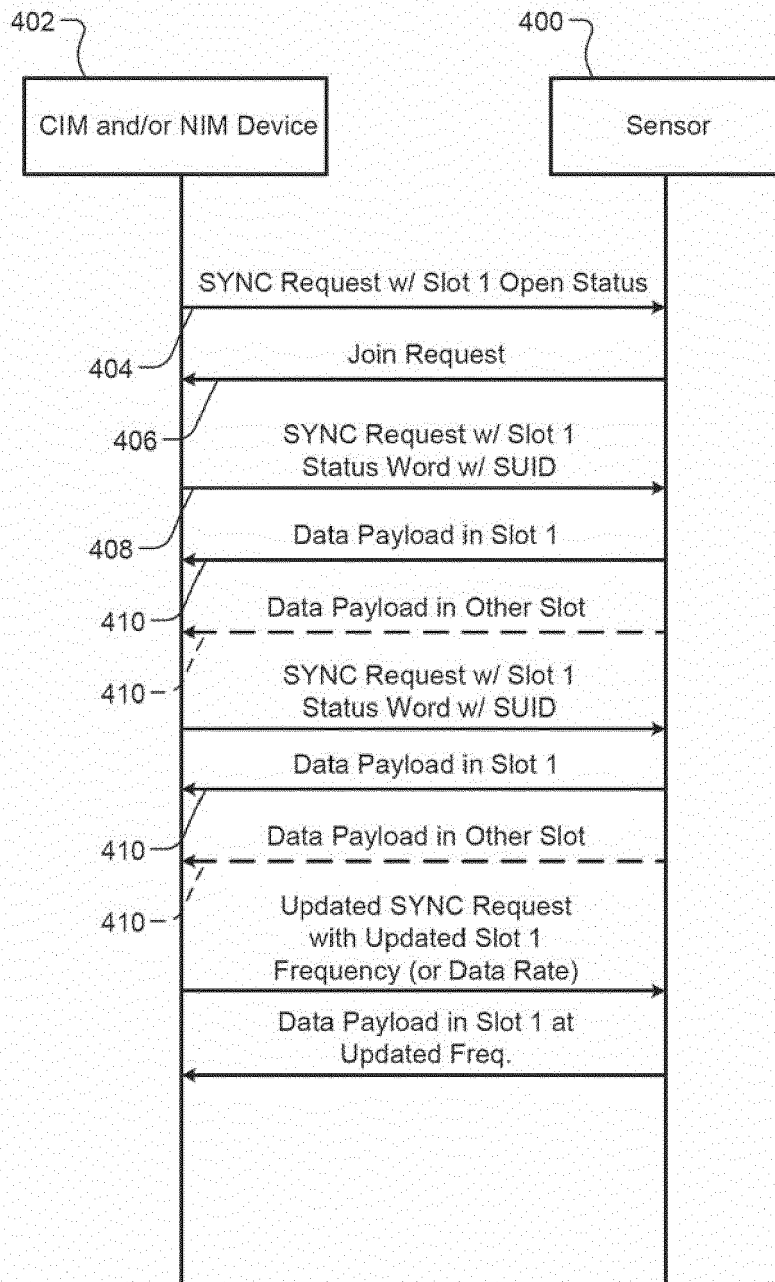 402
400
CIM and/or NIM Device
Sensor
SYNC Request w/ Slot 1 Open Status
404
Join Request
406
SYNC Request w/ Slot 1
Status Word w/ SUID
408
Data Payload in Slot 1
410
Data Payload in Other Slot
410
SYNC Request w/ Slot 1
Status Word w/ SUID
Data Payload in Slot 1
410
Data Payload in Other Slot
410
Updated SYNC Request
with Updated Slot 1
Frequency (or Data Rate)
Data Payload in Slot 1 at
Updated Freq.